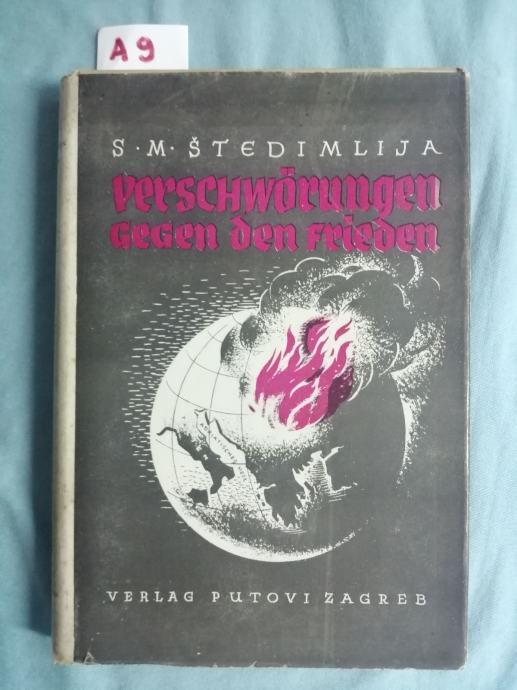 A9
S · M · ŠTEDIMLIJA
VERSCHWÖRUNGEN
GEGEN DEN FRIEDEN
VERLAG PUTOVI ZAGREB